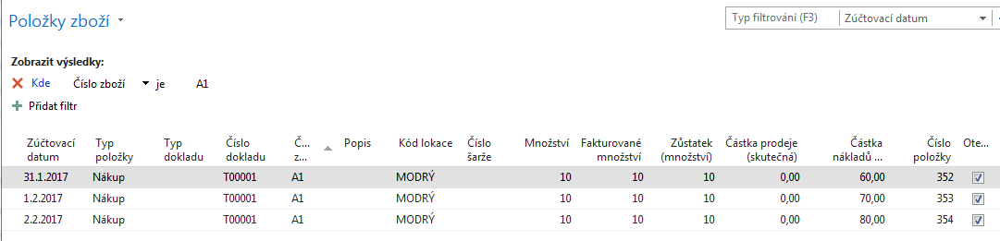 Položky zboží
Typ filtrování (F3) Zúčtovací datum
Zobrazit výsledky:
Kde Číslo zboží je A1
Přidat filtr
Zúčtovací datum Typ položky Typ dokladu Číslo dokladu Č... z... Popis Kód lokace Číslo šarže Množství Fakturované množství Zůstatek (množství) Částka prodeje (skutečná) Částka nákladů ... Číslo položky Ote...
31.1.2017 Nákup T00001 A1 MODRÝ 10 10 10 0,00 60,00 352
1.2.2017 Nákup T00001 A1 MODRÝ 10 10 10 0,00 70,00 353
2.2.2017 Nákup T00001 A1 MODRÝ 10 10 10 0,00 80,00 354